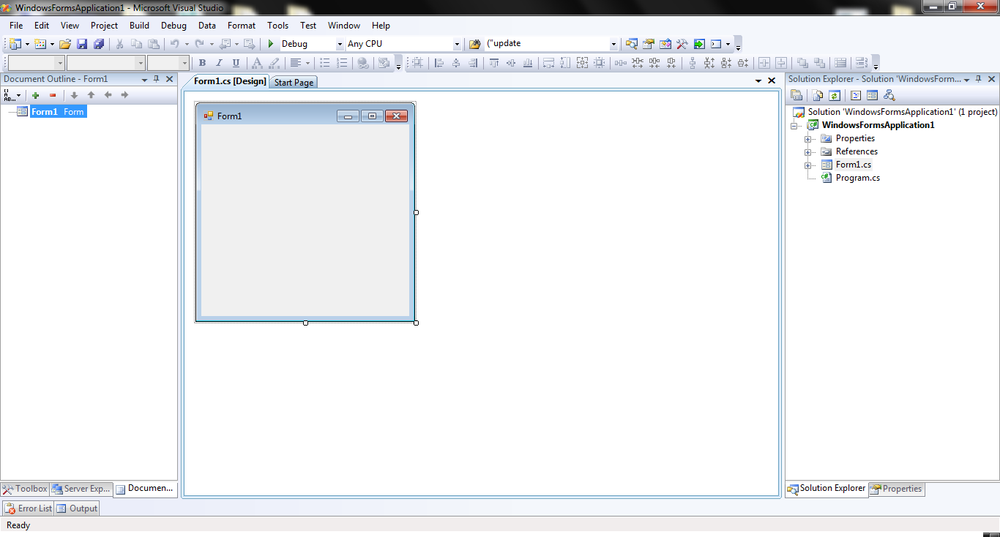 WindowsFormsApplication1 - Microsoft Visual Studio
File Edit View Project Build Debug Data Format Tools Test Window Help
Debug Any CPU ("update
B I U A
Document Outline - Form1
Form1.cs [Design] Start Page
Solution Explorer - Solution 'WindowsForm...
AB...
Form1 Form
Form1
Solution 'WindowsFormsApplication1' (1 project)
WindowsFormsApplication1
Properties
References
Form1.cs
Program.cs
Toolbox Server Exp... Documen...
Solution Explorer Properties
Error List Output
Ready